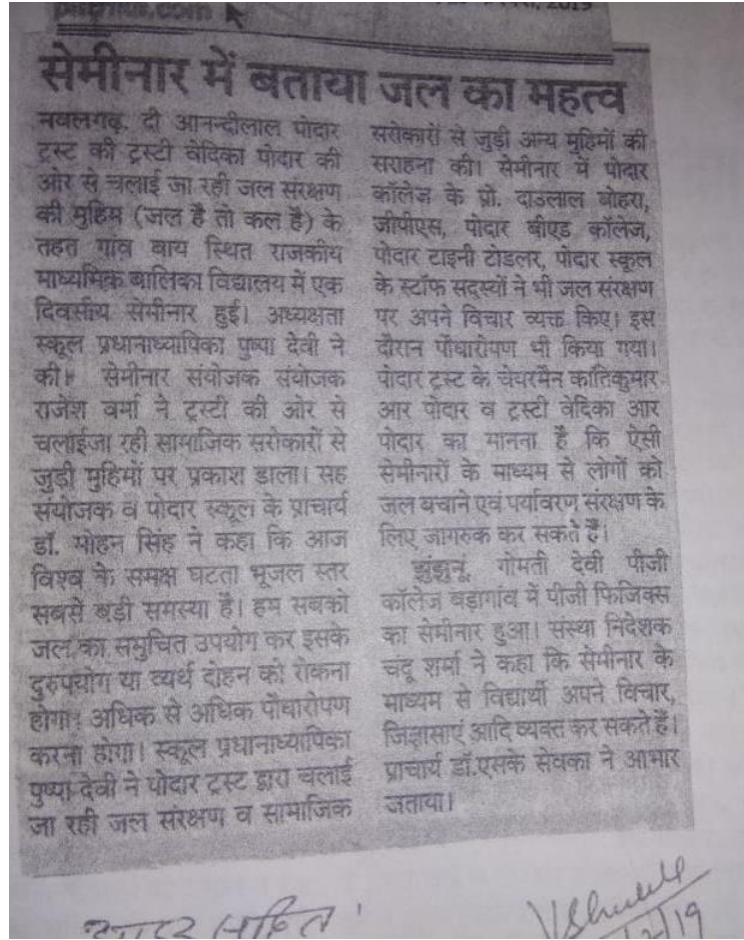 patrika.com
2019
सेमीनार में बताया जल का महत्व
नवलगढ़. दी आनन्दीलाल पोदार
ट्रस्ट की ट्रस्टी वेदिका पोदार की
ओर से चलाई जा रही जल संरक्षण
की मुहिम (जल है तो कल है) के
तहत गांव बाय स्थित राजकीय
माध्यमिक बालिका विद्यालय में एक
दिवसीय सेमीनार हुई। अध्यक्षता
स्कूल प्रधानाध्यापिका पुष्पा देवी ने
की। सेमीनार संयोजक संयोजक
राजेश वर्मा ने ट्रस्टी की ओर से
चलाईजा रही सामाजिक सरोकारों से
जुड़ी मुहिमों पर प्रकाश डाला। सह
संयोजक व पोदार स्कूल के प्राचार्य
डॉ. मोहन सिंह ने कहा कि आज
विश्व के समक्ष घटता भूजल स्तर
सबसे बड़ी समस्या है। हम सबको
जल का समुचित उपयोग कर इसके
दुरुपयोग या व्यर्थ दोहन को रोकना
होगा। अधिक से अधिक पौधारोपण
करना होगा। स्कूल प्रधानाध्यापिका
पुष्पा देवी ने पोदार ट्रस्ट द्वारा चलाई
जा रही जल संरक्षण व सामाजिक
सरोकारों से जुड़ी अन्य मुहिमों की
सराहना की। सेमीनार में पोदार
कॉलेज के प्रो. दाउलाल बोहरा,
जीपीएस, पोदार बीएड कॉलेज,
पोदार टाइनी टोडलर, पोदार स्कूल
के स्टॉफ सदस्यों ने भी जल संरक्षण
पर अपने विचार व्यक्त किए। इस
दौरान पौधारोपण भी किया गया।
पोदार ट्रस्ट के चेयरमैन कांतिकुमार
आर पोदार व ट्रस्टी वेदिका आर
पोदार का मानना है कि ऐसी
सेमीनारों के माध्यम से लोगों को
जल बचाने एवं पर्यावरण संरक्षण के
लिए जागरुक कर सकते हैं।
झुंझुनूं. गोमती देवी पीजी
कॉलेज बड़ागांव में पीजी फिजिक्स
का सेमीनार हुआ। संस्था निदेशक
चंदू शर्मा ने कहा कि सेमीनार के
माध्यम से विद्यार्थी अपने विचार,
जिज्ञासाएं आदि व्यक्त कर सकते हैं।
प्राचार्य डॉ.एसके सेवका ने आभार
जताया।
सादर सहित